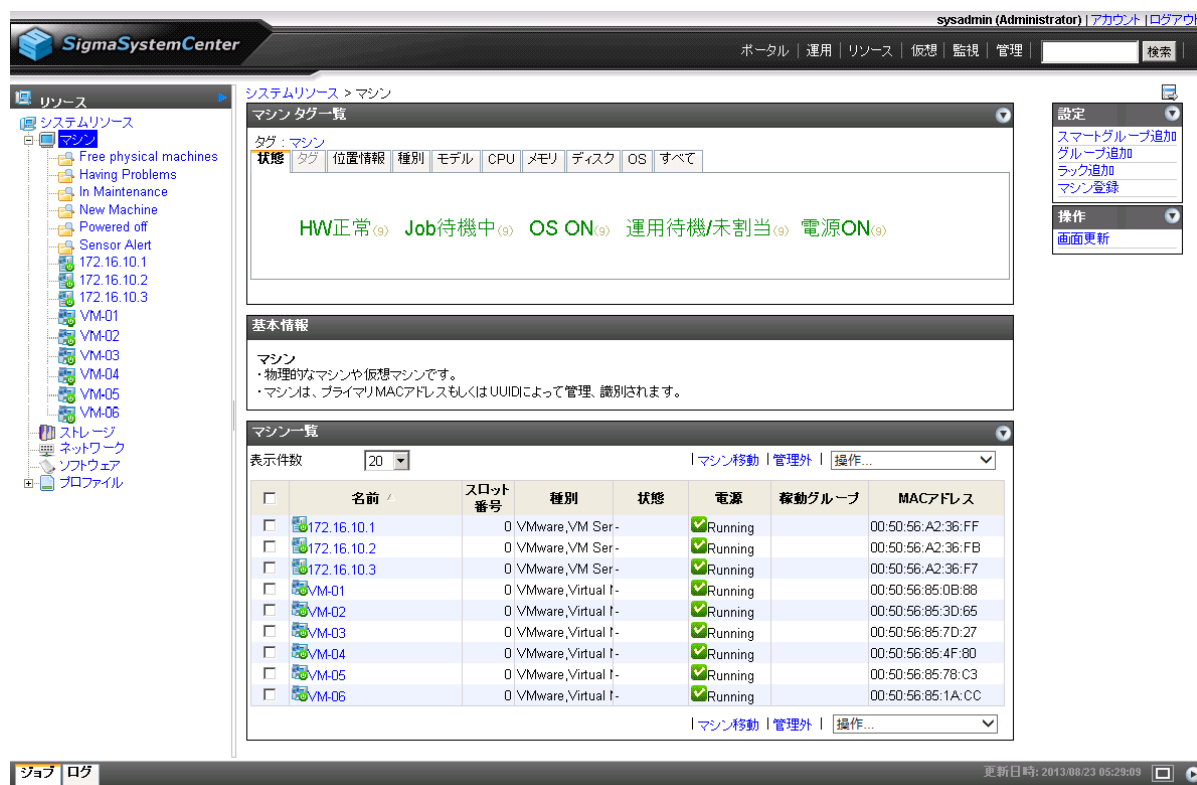 sysadmin (Administrator) | アカウント | ログアウト
SigmaSystemCenter
ポータル | 運用 | リソース | 仮想 | 監視 | 管理 | 検索
リソース
システムリソース
マシン
Free physical machines
Having Problems
In Maintenance
New Machine
Powered off
Sensor Alert
172.16.10.1
172.16.10.2
172.16.10.3
VM-01
VM-02
VM-03
VM-04
VM-05
VM-06
ストレージ
ネットワーク
ソフトウェア
プロファイル
システムリソース > マシン
マシン タグ一覧
タグ : マシン
状態 タグ 位置情報 種別 モデル CPU メモリ ディスク OS すべて
HW正常(9) Job待機中(9) OS ON(9) 運用待機/未割当(9) 電源ON(9)
基本情報
マシン
・物理的なマシンや仮想マシンです。
・マシンは、プライマリMACアドレスもしくはUUIDによって管理、識別されます。
マシン一覧
表示件数 20 | マシン移動 | 管理外 | 操作...
名前 スロット番号 種別 状態 電源 稼動グループ MACアドレス
172.16.10.1 0 VMware,VM Ser - Running 00:50:56:A2:36:FF
172.16.10.2 0 VMware,VM Ser - Running 00:50:56:A2:36:FB
172.16.10.3 0 VMware,VM Ser - Running 00:50:56:A2:36:F7
VM-01 0 VMware,Virtual - Running 00:50:56:85:0B:88
VM-02 0 VMware,Virtual - Running 00:50:56:85:3D:65
VM-03 0 VMware,Virtual - Running 00:50:56:85:7D:27
VM-04 0 VMware,Virtual - Running 00:50:56:85:4F:80
VM-05 0 VMware,Virtual - Running 00:50:56:85:78:C3
VM-06 0 VMware,Virtual - Running 00:50:56:85:1A:CC
| マシン移動 | 管理外 | 操作...
設定
スマートグループ追加
グループ追加
ラック追加
マシン登録
操作
画面更新
ジョブ ログ
更新日時: 2013/08/23 05:29:09